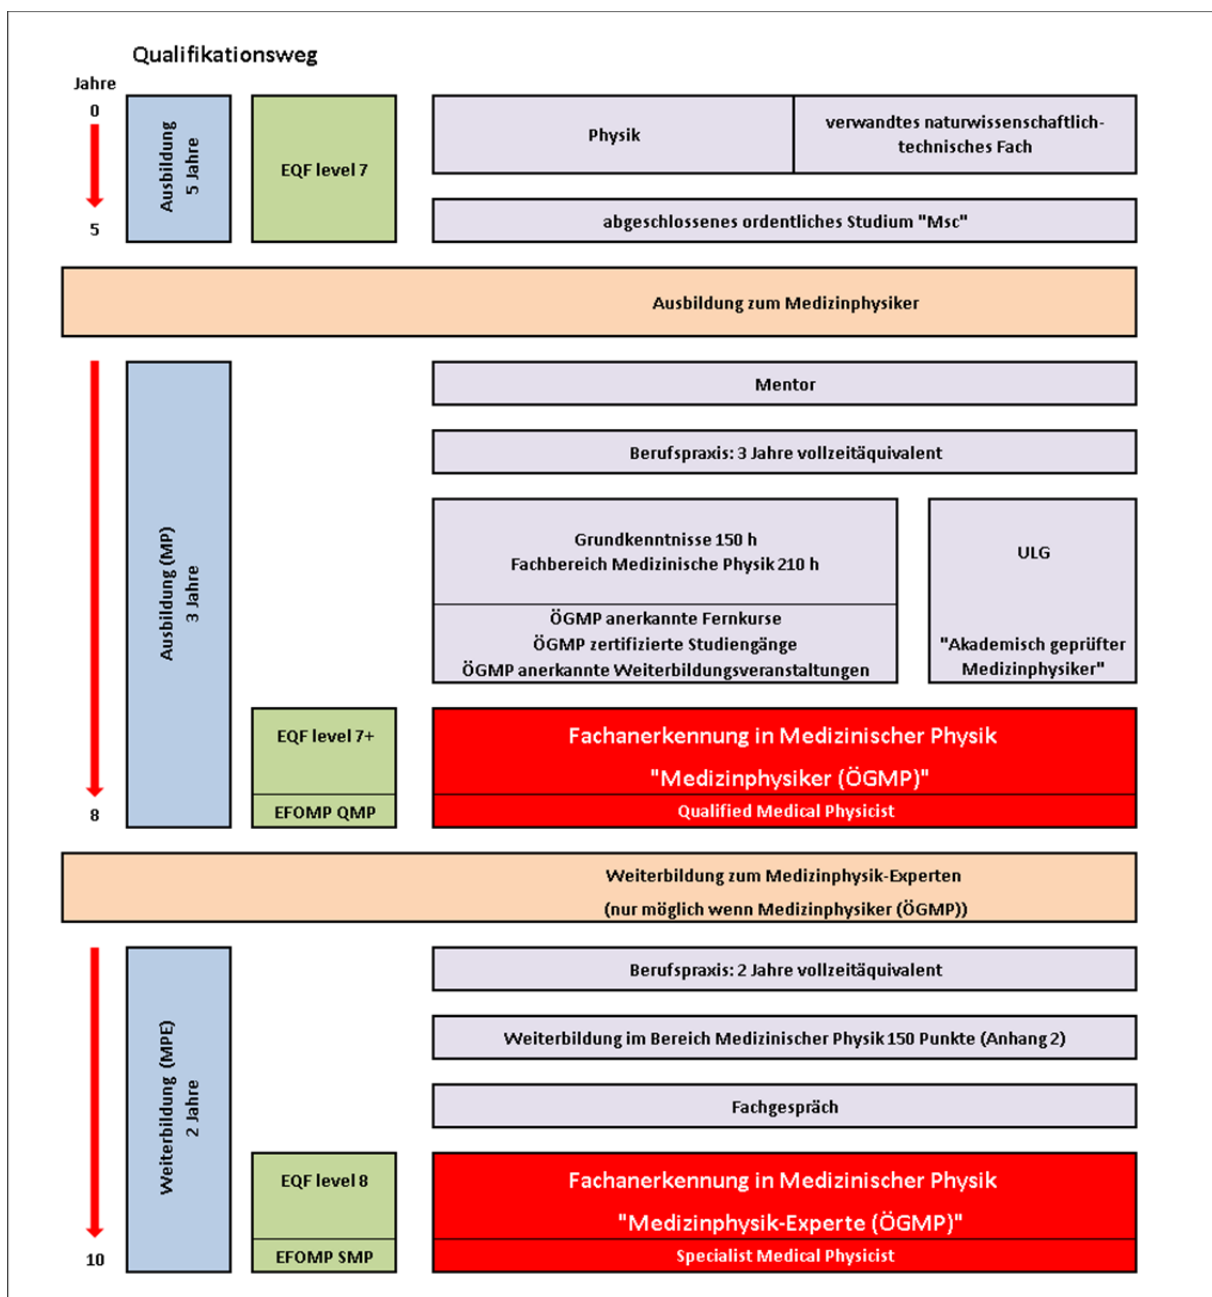 Qualifikationsweg
Jahre
0
Ausbildung
5 Jahre
EQF level 7
Physik
verwandtes naturwissenschaftlich-
technisches Fach
5
abgeschlossenes ordentliches Studium "Msc"
Ausbildung zum Medizinphysiker
Ausbildung (MP)
3 Jahre
Mentor
Berufspraxis: 3 Jahre vollzeitäquivalent
Grundkenntnisse 150 h
Fachbereich Medizinische Physik 210 h
ÖGMP anerkannte Fernkurse
ÖGMP zertifizierte Studiengänge
ÖGMP anerkannte Weiterbildungsveranstaltungen
ULG
"Akademisch geprüfter
Medizinphysiker"
EQF level 7+
Fachanerkennung in Medizinischer Physik
"Medizinphysiker (ÖGMP)"
8
EFOMP QMP
Qualified Medical Physicist
Weiterbildung zum Medizinphysik-Experten
(nur möglich wenn Medizinphysiker (ÖGMP))
Weiterbildung (MPE)
2 Jahre
Berufspraxis: 2 Jahre vollzeitäquivalent
Weiterbildung im Bereich Medizinischer Physik 150 Punkte (Anhang 2)
Fachgespräch
EQF level 8
Fachanerkennung in Medizinischer Physik
"Medizinphysik-Experte (ÖGMP)"
10
EFOMP SMP
Specialist Medical Physicist